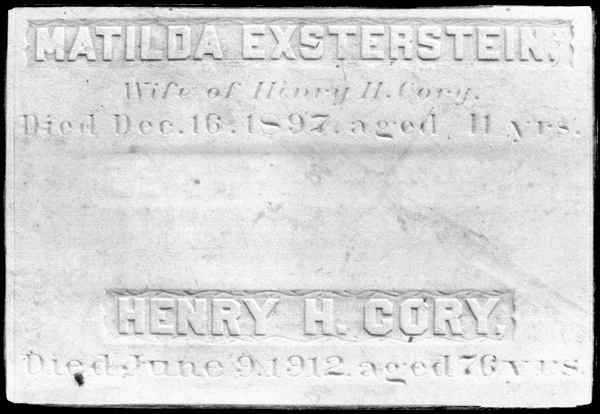 MATILDA EXSTERSTEIN,
Wife of Henry H. Cory.
Died Dec. 16. 1897. aged 11 yrs.
HENRY H. CORY,
Died June 9. 1912. aged 76 yrs.